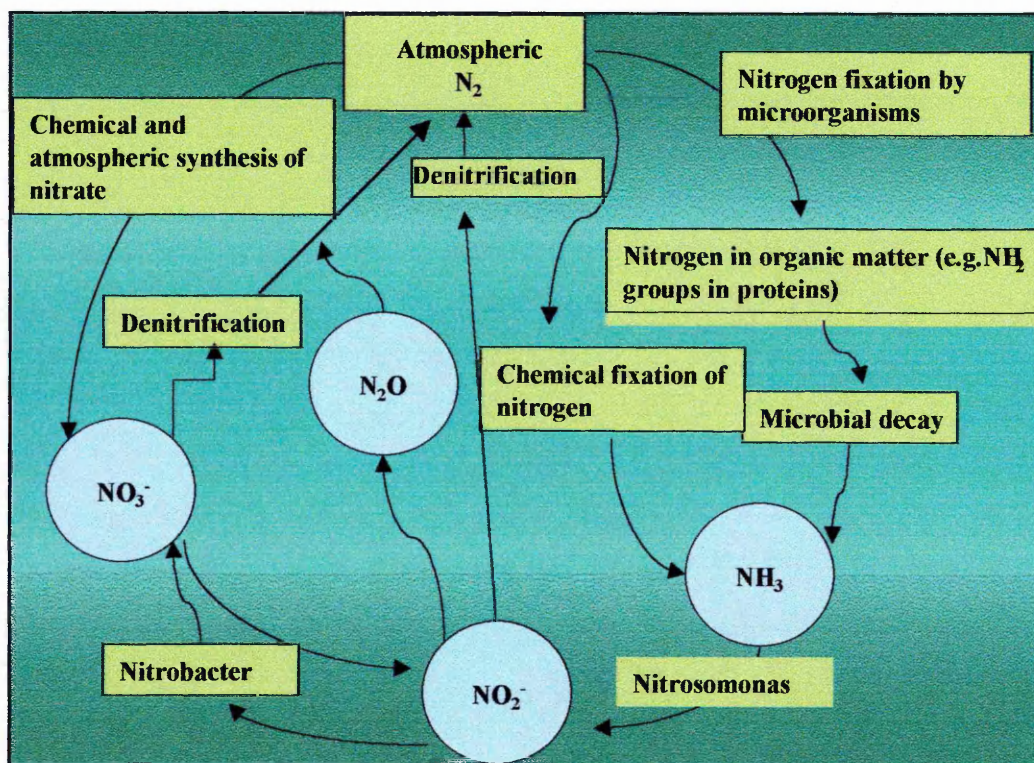 Atmospheric
N₂
Nitrogen fixation by
microorganisms
Chemical and
atmospheric synthesis of
nitrate
Denitrification
Nitrogen in organic matter (e.g.NH₂
groups in proteins)
Denitrification
N₂O
Chemical fixation of
nitrogen
Microbial decay
NO₃⁻
NH₃
Nitrobacter
NO₂⁻
Nitrosomonas